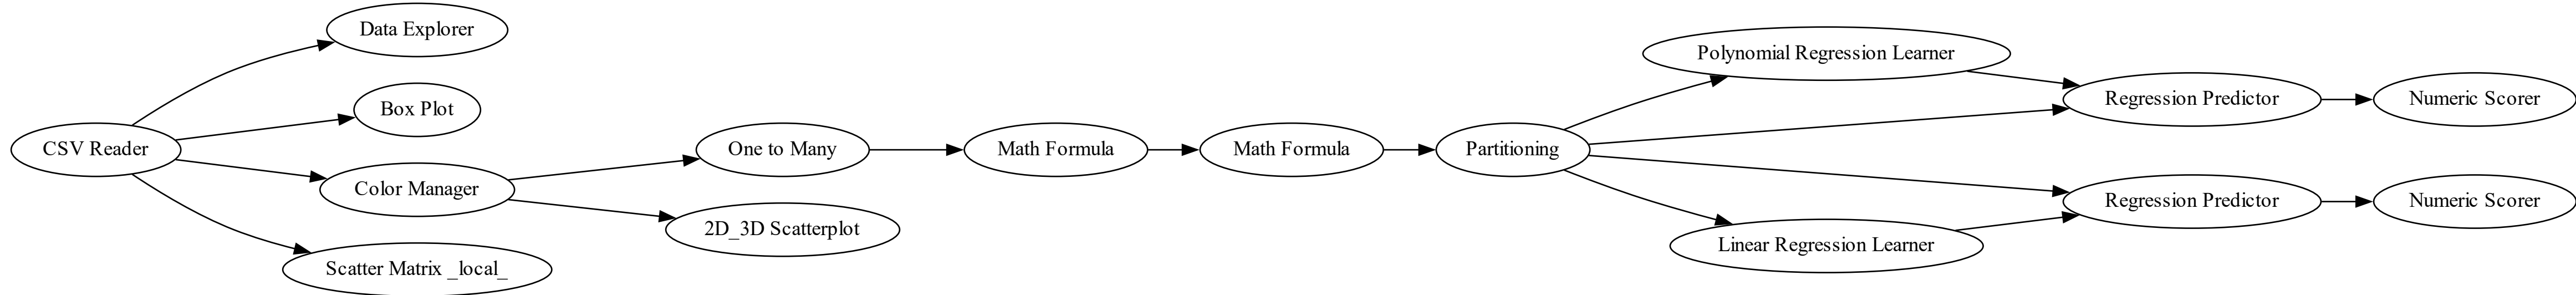 CSV Reader
Data Explorer
Box Plot
Color Manager
Scatter Matrix _local_
One to Many
2D_3D Scatterplot
Math Formula
Math Formula
Partitioning
Polynomial Regression Learner
Linear Regression Learner
Regression Predictor
Regression Predictor
Numeric Scorer
Numeric Scorer